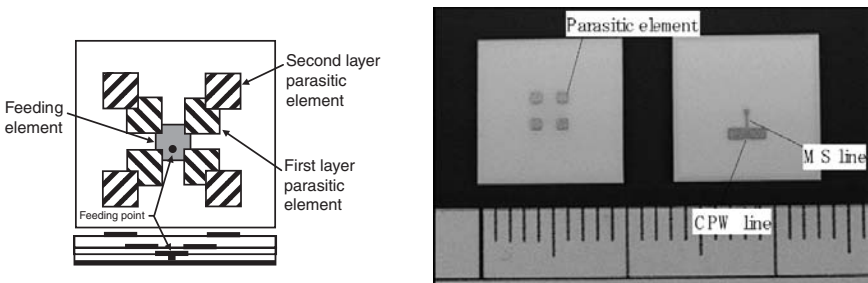 Second layer
parasitic
element
Feeding
element
First layer
parasitic
element
Feeding point
Parasitic element
M S line
CPW line